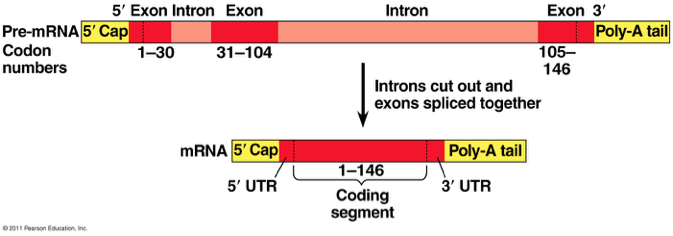 5′ Exon Intron Exon Intron Exon 3′
Pre-mRNA 5′ Cap Poly-A tail
Codon numbers
1–30 31–104 105–
146
Introns cut out and
exons spliced together
mRNA 5′ Cap Poly-A tail
1–146
5′ UTR 3′ UTR
Coding
segment
© 2011 Pearson Education, Inc.